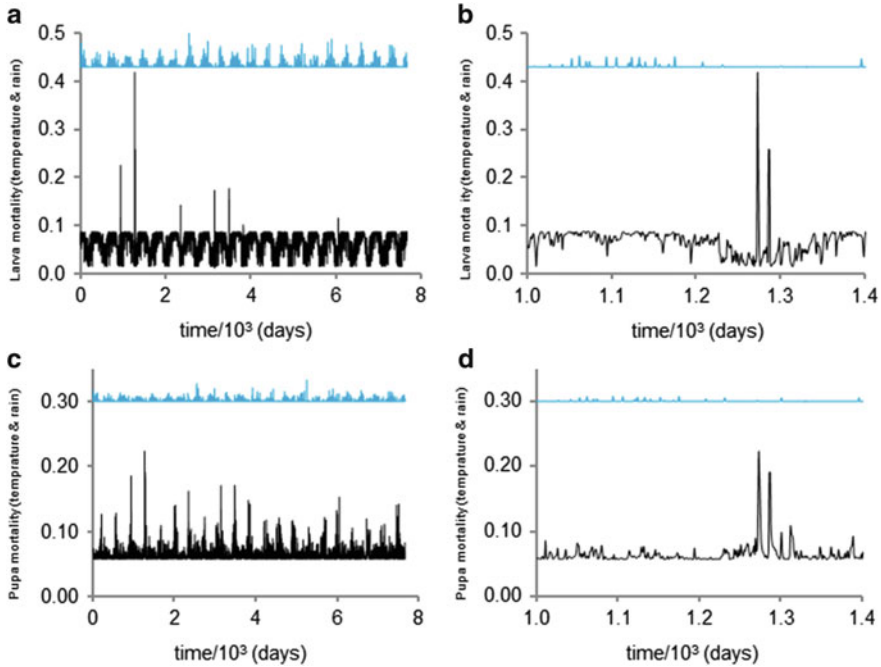 a
0.5
0.4
0.3
0.2
0.1
0.0
Larva mortality (temperature & rain)
0 2 4 6 8
time/10³ (days)
b
0.5
0.4
0.3
0.2
0.1
0.0
Larva morta ity (temperature & rain)
1.0 1.1 1.2 1.3 1.4
time/10³ (days)
c
0.30
0.20
0.10
0.00
Pupa mortality (temprature & rain)
0 2 4 6 8
time/10³ (days)
d
0.30
0.20
0.10
0.00
Pupa mortality (temperature & rain)
1.0 1.1 1.2 1.3 1.4
time/10³ (days)